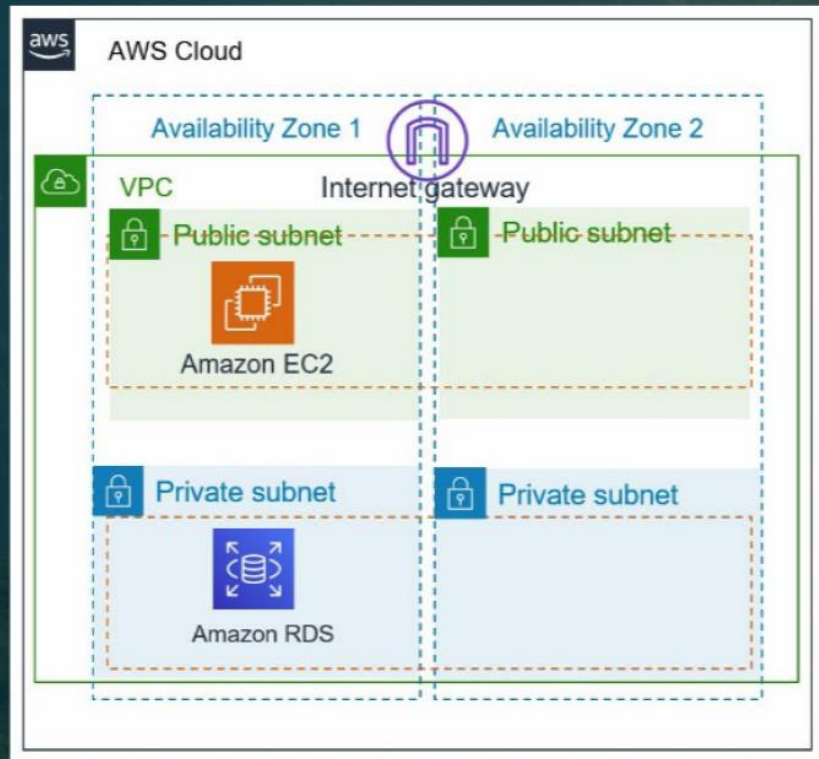 aws
AWS Cloud
Availability Zone 1
Availability Zone 2
VPC
Internet gateway
Public subnet
Public subnet
Amazon EC2
Private subnet
Private subnet
Amazon RDS